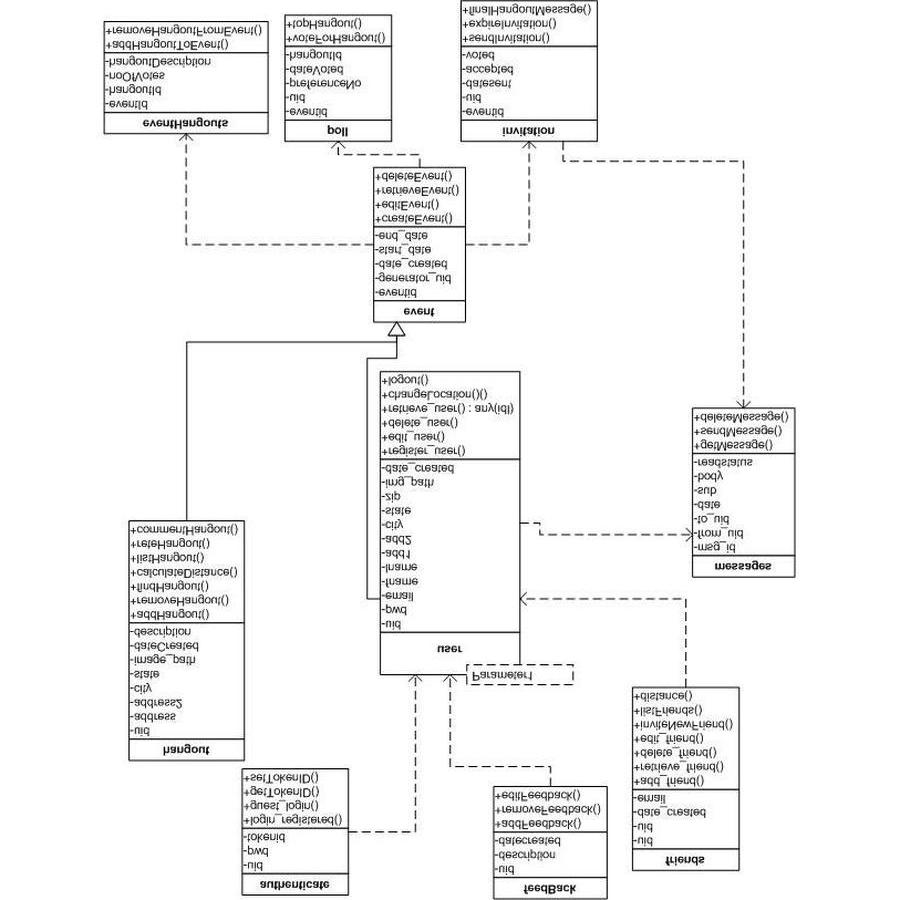 authenticate
-uid
-pwd
-tokenid
+login_registered()
+guest_login()
+getTokenID()
+setTokenID()
feedBack
-uid
-description
-datecreated
+addFeedback()
+removeFeedback()
+editFeedback()
friends
-uid
-uid
-date_created
-email
+add_friend()
+retrieve_friend()
+delete_friend()
+edit_friend()
+inviteNewFriend()
+listFriends()
+distance()
hangout
-uid
-address
-address2
-city
-state
-image_path
-dateCreated
-description
+addHangout()
+removeHangout()
+findHangout()
+calculateDistance()
+listHangout()
+reteHangout()
+commentHangout()
Parameter1
user
-uid
-pwd
-email
-fname
-lname
-add1
-add2
-city
-state
-zip
-img_path
-date_created
+register_user()
+edit_user()
+delete_user()
+retrieve_user() : any(idl)
+changeLocation()()
+logout()
messages
-msg_id
-from_uid
-to_uid
-date
-sub
-body
-readstatus
+getMessage()
+sendMessage()
+deleteMessage()
event
-eventid
-generator_uid
-date_created
-start_date
-end_date
+createEvent()
+editEvent()
+retrieveEvent()
+deleteEvent()
eventHangouts
-eventid
-hangoutId
-noOfVotes
-hangoutDescription
+addHangoutToEvent()
+removeHangoutFromEvent()
poll
-eventid
-uid
-preferenceNo
-dateVoted
-hangoutId
+voteForHangout()
+topHangout()
invitation
-eventid
-uid
-datesent
-accepted
-voted
+sendInvitation()
+expireInvitation()
+finalHangoutMessage()